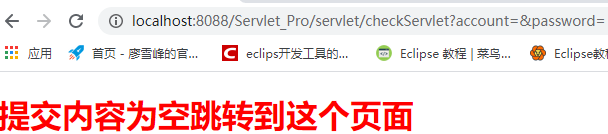 localhost:8088/Servlet_Pro/servlet/checkServlet?account=&password=
应用 首页 - 廖雪峰的官... eclips开发工具的... Eclipse 教程 | 菜鸟... Eclipse教
提交内容为空跳转到这个页面